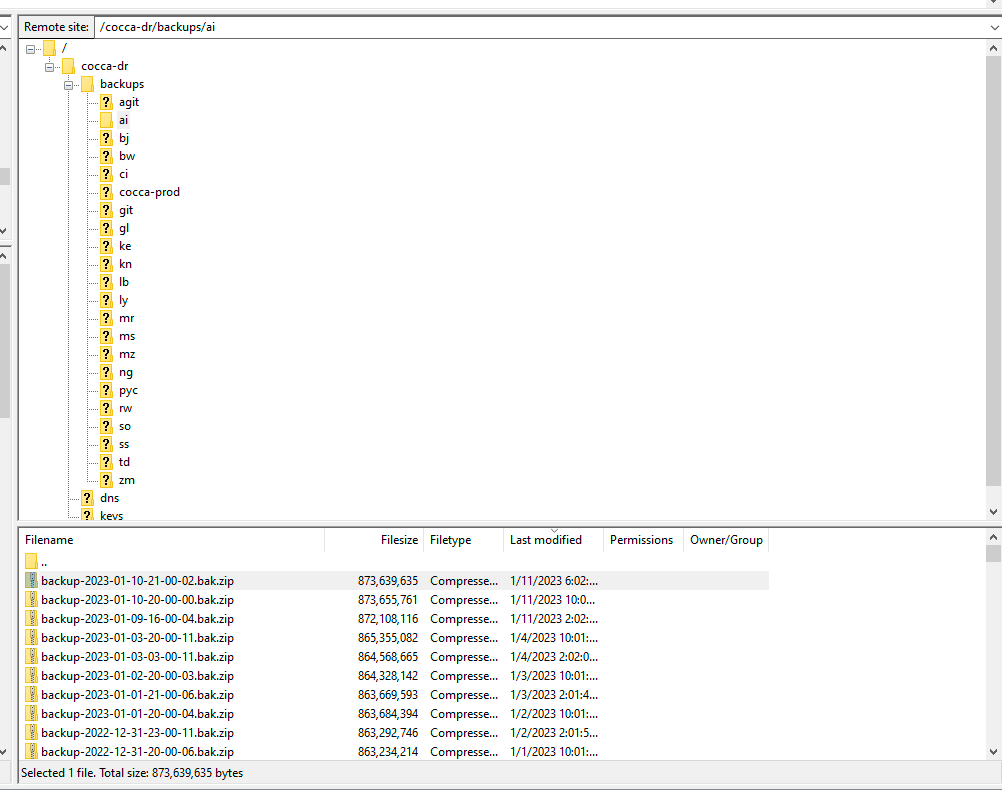 Remote site: /cocca-dr/backups/ai
/
cocca-dr
backups
? agit
ai
? bj
? bw
? ci
? cocca-prod
? git
? gl
? ke
? kn
? lb
? ly
? mr
? ms
? mz
? ng
? pyc
? rw
? so
? ss
? td
? zm
? dns
? keys
Filename Filesize Filetype Last modified Permissions Owner/Group
..
backup-2023-01-10-21-00-02.bak.zip 873,639,635 Compresse... 1/11/2023 6:02:...
backup-2023-01-10-20-00-00.bak.zip 873,655,761 Compresse... 1/11/2023 10:0...
backup-2023-01-09-16-00-04.bak.zip 872,108,116 Compresse... 1/11/2023 2:02:...
backup-2023-01-03-20-00-11.bak.zip 865,355,082 Compresse... 1/4/2023 10:01:...
backup-2023-01-03-03-00-11.bak.zip 864,568,665 Compresse... 1/4/2023 2:02:0...
backup-2023-01-02-20-00-03.bak.zip 864,328,142 Compresse... 1/3/2023 10:01:...
backup-2023-01-01-21-00-06.bak.zip 863,669,593 Compresse... 1/3/2023 2:01:4...
backup-2023-01-01-20-00-04.bak.zip 863,684,394 Compresse... 1/2/2023 10:01:...
backup-2022-12-31-23-00-11.bak.zip 863,292,746 Compresse... 1/2/2023 2:01:5...
backup-2022-12-31-20-00-06.bak.zip 863,234,214 Compresse... 1/1/2023 10:01:...
Selected 1 file. Total size: 873,639,635 bytes